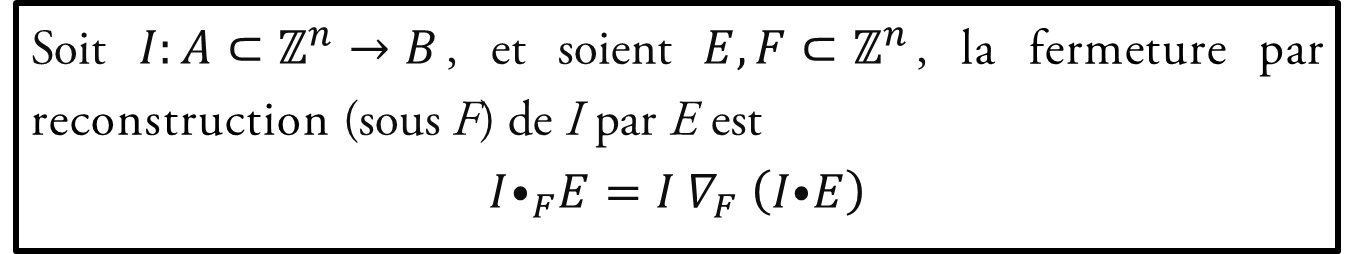 Soit I: A ⊂ ℤⁿ → B, et soient E, F ⊂ ℤⁿ, la fermeture par
reconstruction (sous F) de I par E est
I•_F E = I ∇_F (I•E)